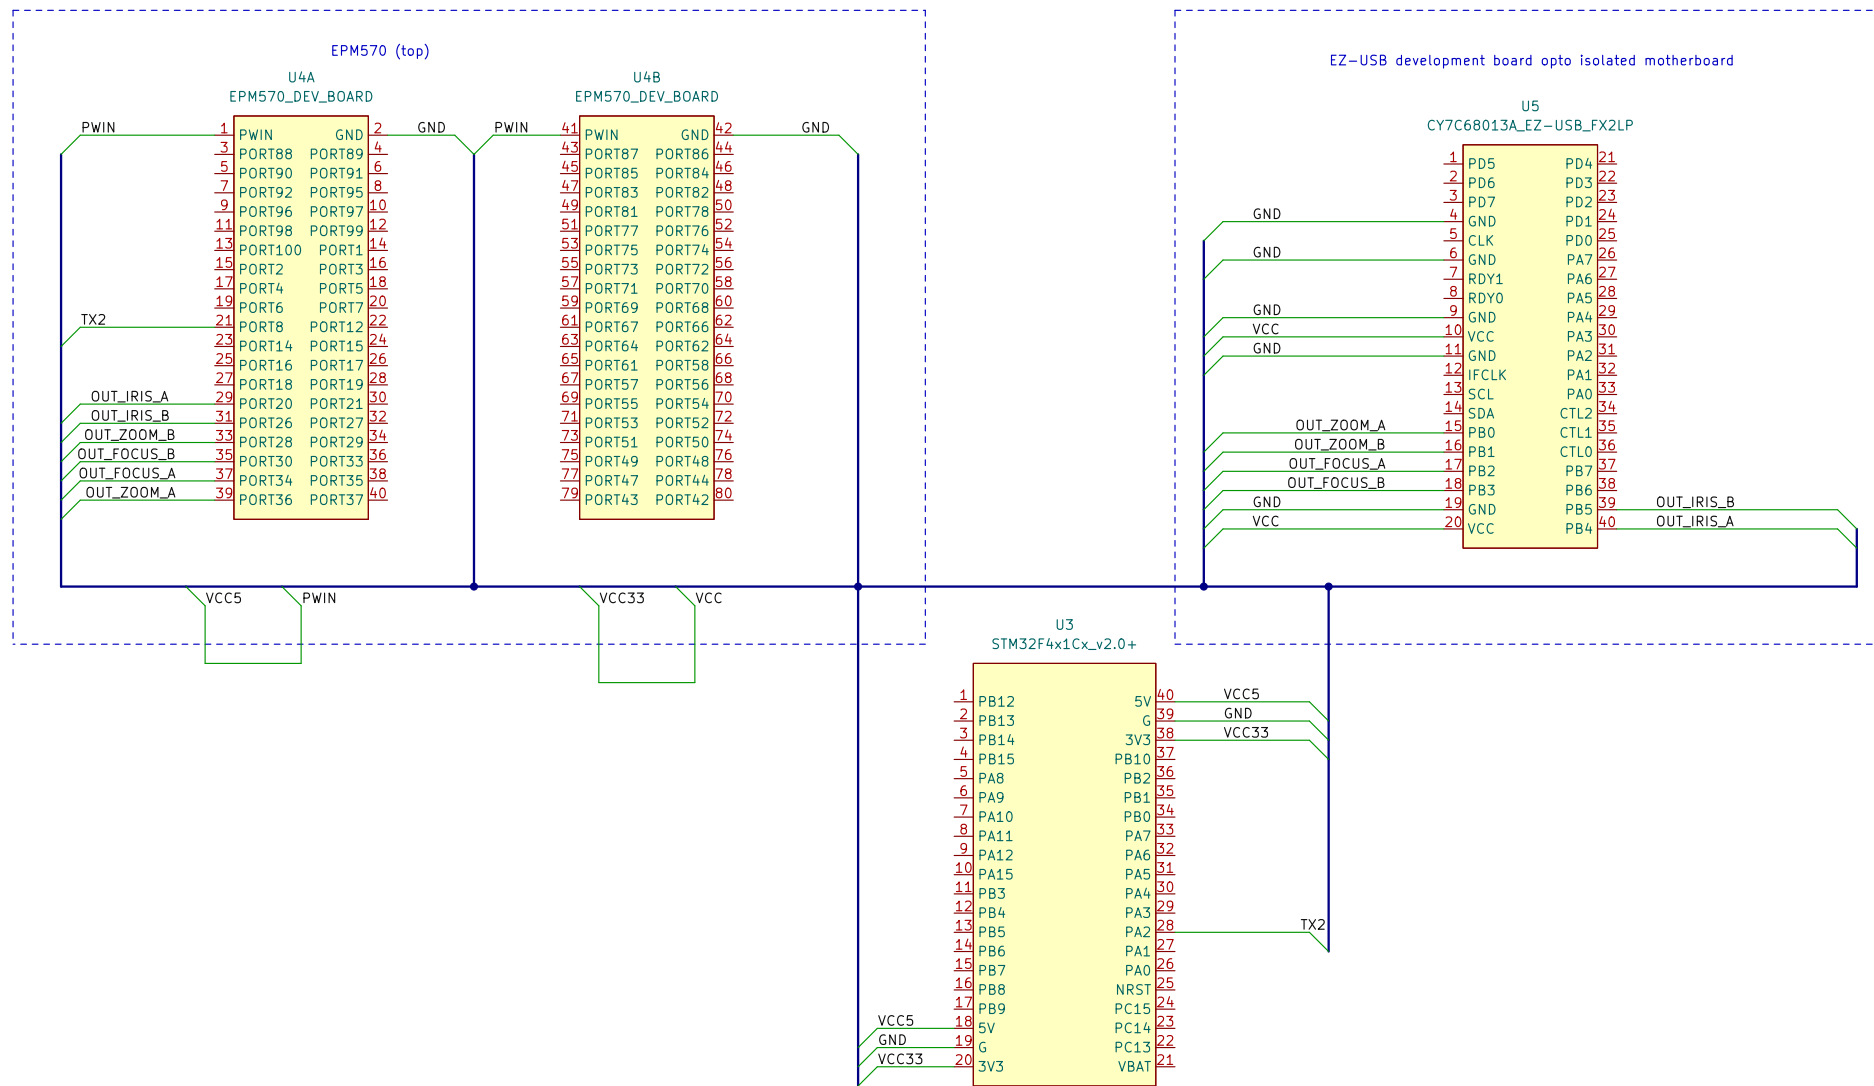 EPM570 (top)
U4A
EPM570_DEV_BOARD
PWIN 1 PWIN GND 2 GND
3 PORT88 PORT89 4
5 PORT90 PORT91 6
7 PORT92 PORT95 8
9 PORT96 PORT97 10
11 PORT98 PORT99 12
13 PORT100 PORT1 14
15 PORT2 PORT3 16
17 PORT4 PORT5 18
19 PORT6 PORT7 20
TX2 21 PORT8 PORT12 22
23 PORT14 PORT15 24
25 PORT16 PORT17 26
27 PORT18 PORT19 28
OUT_IRIS_A 29 PORT20 PORT21 30
OUT_IRIS_B 31 PORT26 PORT27 32
OUT_ZOOM_B 33 PORT28 PORT29 34
OUT_FOCUS_B 35 PORT30 PORT33 36
OUT_FOCUS_A 37 PORT34 PORT35 38
OUT_ZOOM_A 39 PORT36 PORT37 40
U4B
EPM570_DEV_BOARD
PWIN 41 PWIN GND 42 GND
43 PORT87 PORT86 44
45 PORT85 PORT84 46
47 PORT83 PORT82 48
49 PORT81 PORT78 50
51 PORT77 PORT76 52
53 PORT75 PORT74 54
55 PORT73 PORT72 56
57 PORT71 PORT70 58
59 PORT69 PORT68 60
61 PORT67 PORT66 62
63 PORT64 PORT62 64
65 PORT61 PORT58 66
67 PORT57 PORT56 68
69 PORT55 PORT54 70
71 PORT53 PORT52 72
73 PORT51 PORT50 74
75 PORT49 PORT48 76
77 PORT47 PORT44 78
79 PORT43 PORT42 80
VCC5 PWIN VCC33 VCC
EZ-USB development board opto isolated motherboard
U5
CY7C68013A_EZ-USB_FX2LP
1 PD5 PD4 21
2 PD6 PD3 22
3 PD7 PD2 23
GND 4 GND PD1 24
5 CLK PD0 25
GND 6 GND PA7 26
7 RDY1 PA6 27
8 RDY0 PA5 28
GND 9 GND PA4 29
VCC 10 VCC PA3 30
GND 11 GND PA2 31
12 IFCLK PA1 32
13 SCL PA0 33
14 SDA CTL2 34
OUT_ZOOM_A 15 PB0 CTL1 35
OUT_ZOOM_B 16 PB1 CTL0 36
OUT_FOCUS_A 17 PB2 PB7 37
OUT_FOCUS_B 18 PB3 PB6 38
GND 19 GND PB5 39 OUT_IRIS_B
VCC 20 VCC PB4 40 OUT_IRIS_A
U3
STM32F4x1Cx_v2.0+
1 PB12 5V 40 VCC5
2 PB13 G 39 GND
3 PB14 3V3 38 VCC33
4 PB15 PB10 37
5 PA8 PB2 36
6 PA9 PB1 35
7 PA10 PB0 34
8 PA11 PA7 33
9 PA12 PA6 32
10 PA15 PA5 31
11 PB3 PA4 30
12 PB4 PA3 29
13 PB5 PA2 28 TX2
14 PB6 PA1 27
15 PB7 PA0 26
16 PB8 NRST 25
17 PB9 PC15 24
VCC5 18 5V PC14 23
GND 19 G PC13 22
VCC33 20 3V3 VBAT 21